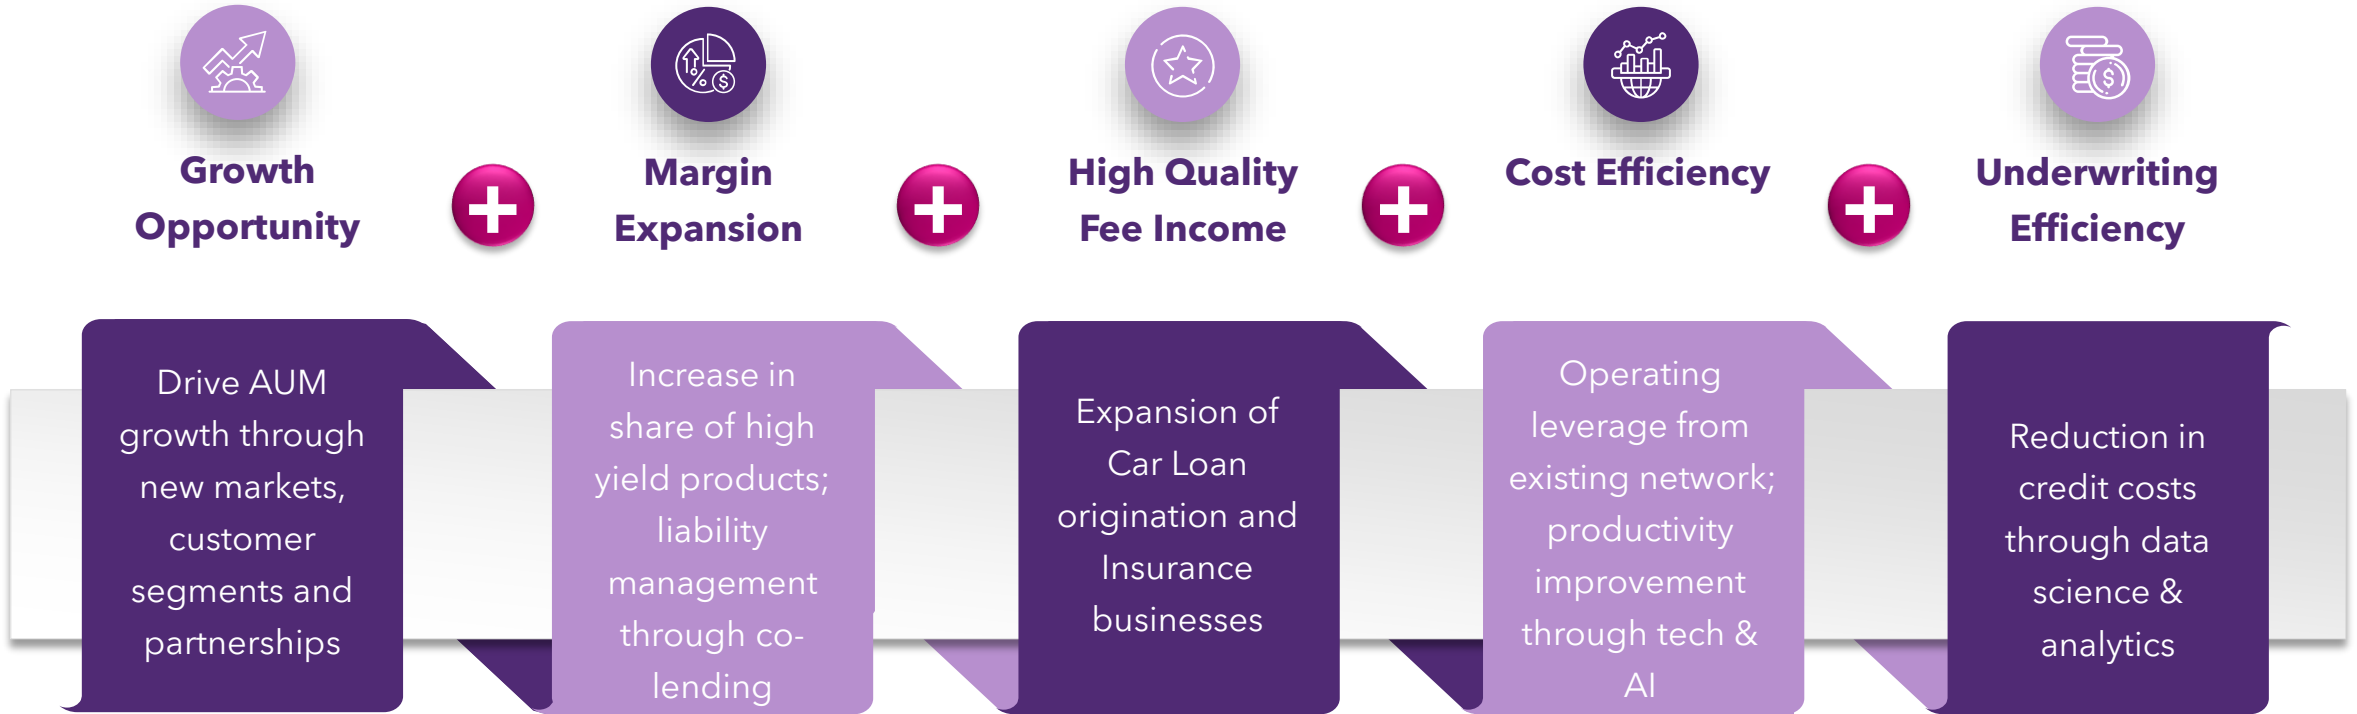 Growth
Opportunity
Margin
Expansion
High Quality
Fee Income
Cost Efficiency
Underwriting
Efficiency
Drive AUM
growth through
new markets,
customer
segments and
partnerships
Increase in
share of high
yield products;
liability
management
through co-
lending
Expansion of
Car Loan
origination and
Insurance
businesses
Operating
leverage from
existing network;
productivity
improvement
through tech &
AI
Reduction in
credit costs
through data
science &
analytics